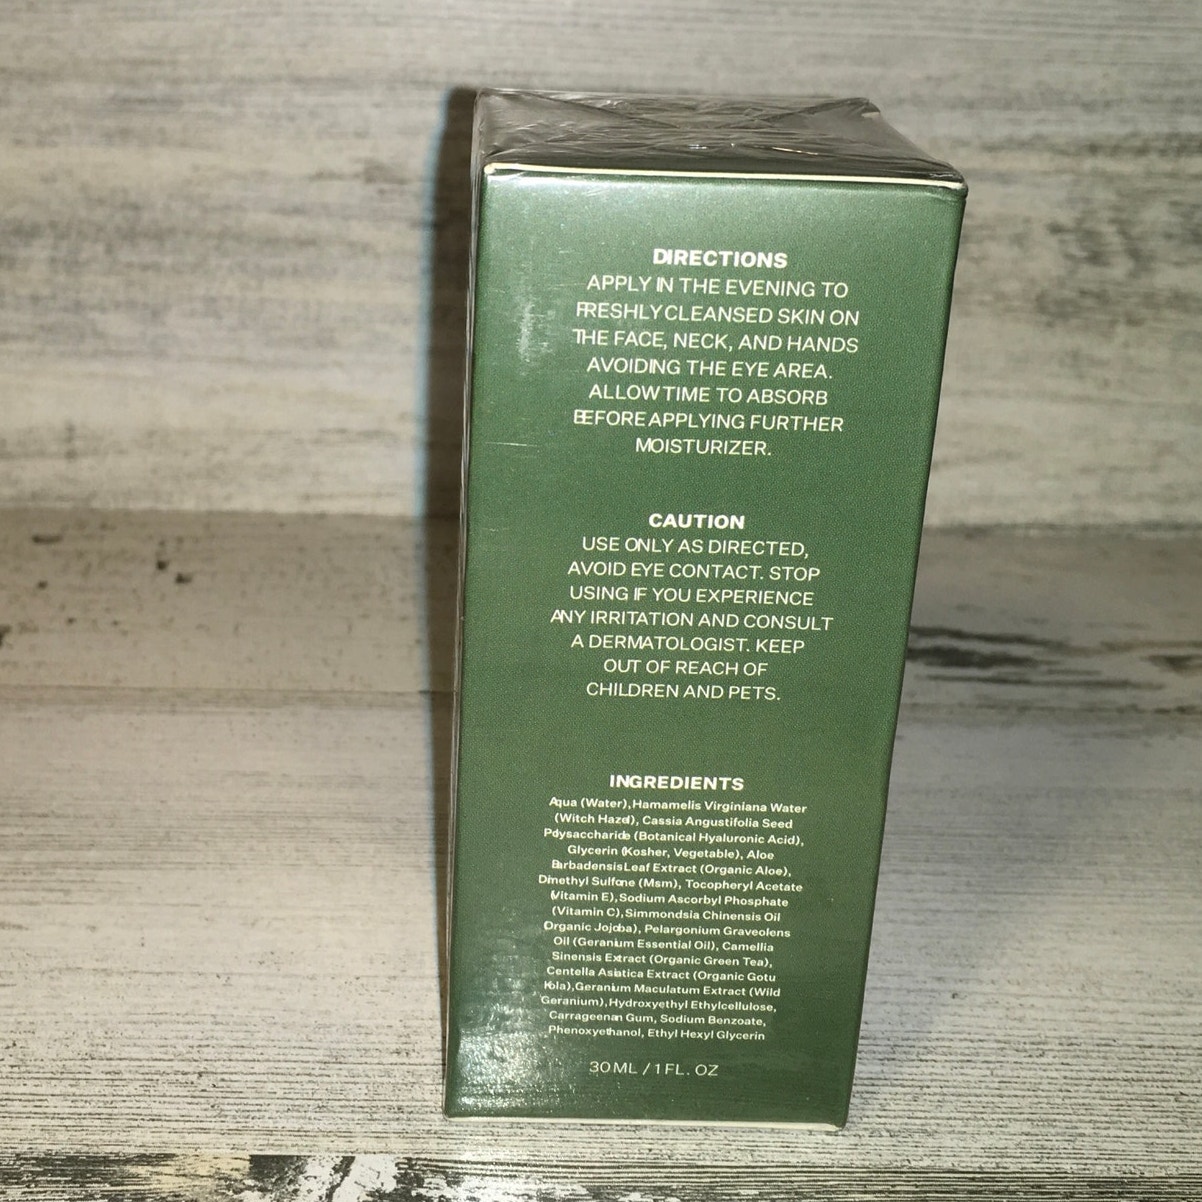 DIRECTIONS
APPLY IN THE EVENING TO
FRESHLY CLEANSED SKIN ON
THE FACE, NECK, AND HANDS
AVOIDING THE EYE AREA.
ALLOW TIME TO ABSORB
BEFORE APPLYING FURTHER
MOISTURIZER.
CAUTION
USE ONLY AS DIRECTED,
AVOID EYE CONTACT. STOP
USING IF YOU EXPERIENCE
ANY IRRITATION AND CONSULT
A DERMATOLOGIST. KEEP
OUT OF REACH OF
CHILDREN AND PETS.
INGREDIENTS
Aqua (Water), Hamamelis Virginiana Water
(Witch Hazel), Cassia Angustifolia Seed
Polysaccharide (Botanical Hyaluronic Acid),
Glycerin (Kosher, Vegetable), Aloe
Barbadensis Leaf Extract (Organic Aloe),
Dimethyl Sulfone (Msm), Tocopheryl Acetate
(Vitamin E), Sodium Ascorbyl Phosphate
(Vitamin C), Simmondsia Chinensis Oil
(Organic Jojoba), Pelargonium Graveolens
Oil (Geranium Essential Oil), Camellia
Sinensis Extract (Organic Green Tea),
Centella Asiatica Extract (Organic Gotu
Kola), Geranium Maculatum Extract (Wild
Geranium), Hydroxyethyl Ethylcellulose,
Carrageenan Gum, Sodium Benzoate,
Phenoxyethanol, Ethyl Hexyl Glycerin
30 ML / 1 FL. OZ